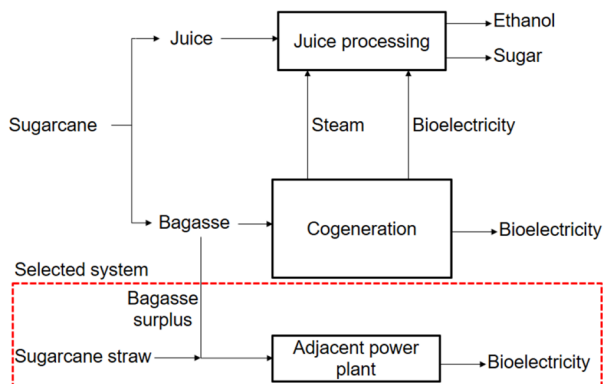 Ethanol
Juice
Juice processing
Sugar
Sugarcane
Steam
Bioelectricity
Bagasse
Cogeneration
Bioelectricity
Selected system
Bagasse
surplus
Sugarcane straw
Adjacent power
plant
Bioelectricity